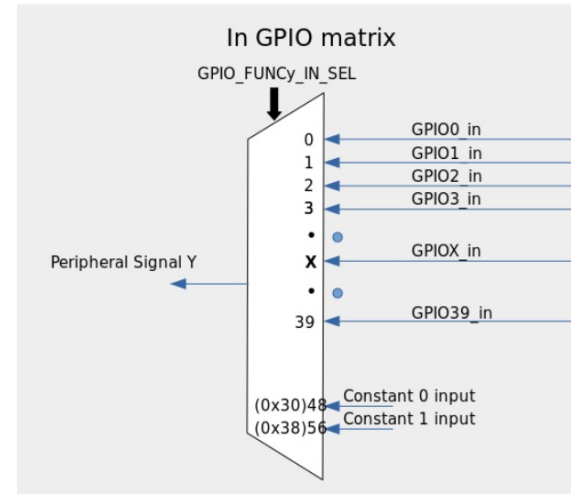 In GPIO matrix
GPIO_FUNCy_IN_SEL
0 GPIO0_in
1 GPIO1_in
2 GPIO2_in
3 GPIO3_in
Peripheral Signal Y
X GPIOX_in
39 GPIO39_in
(0x30)48 Constant 0 input
(0x38)56 Constant 1 input